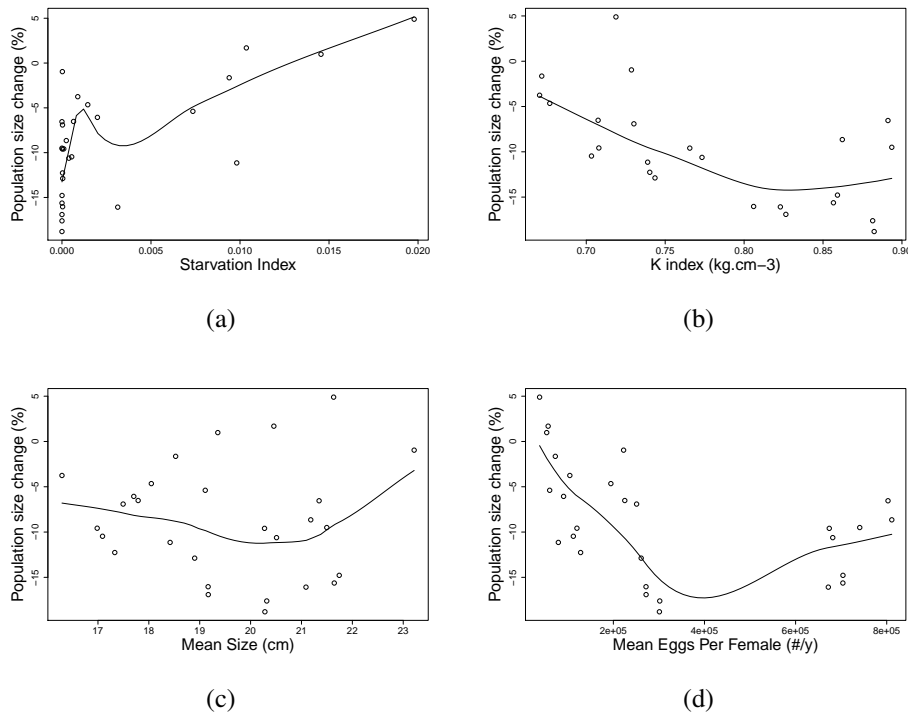 Population size change (%)
5
0
−5
−10
−15
0.000
0.005
0.010
0.015
0.020
Starvation Index
(a)
Population size change (%)
5
0
−5
−10
−15
0.70
0.75
0.80
0.85
0.90
K index (kg.cm−3)
(b)
Population size change (%)
5
0
−5
−10
−15
17
18
19
20
21
22
23
Mean Size (cm)
(c)
Population size change (%)
5
0
−5
−10
−15
2e+05
4e+05
6e+05
8e+05
Mean Eggs Per Female (#/y)
(d)